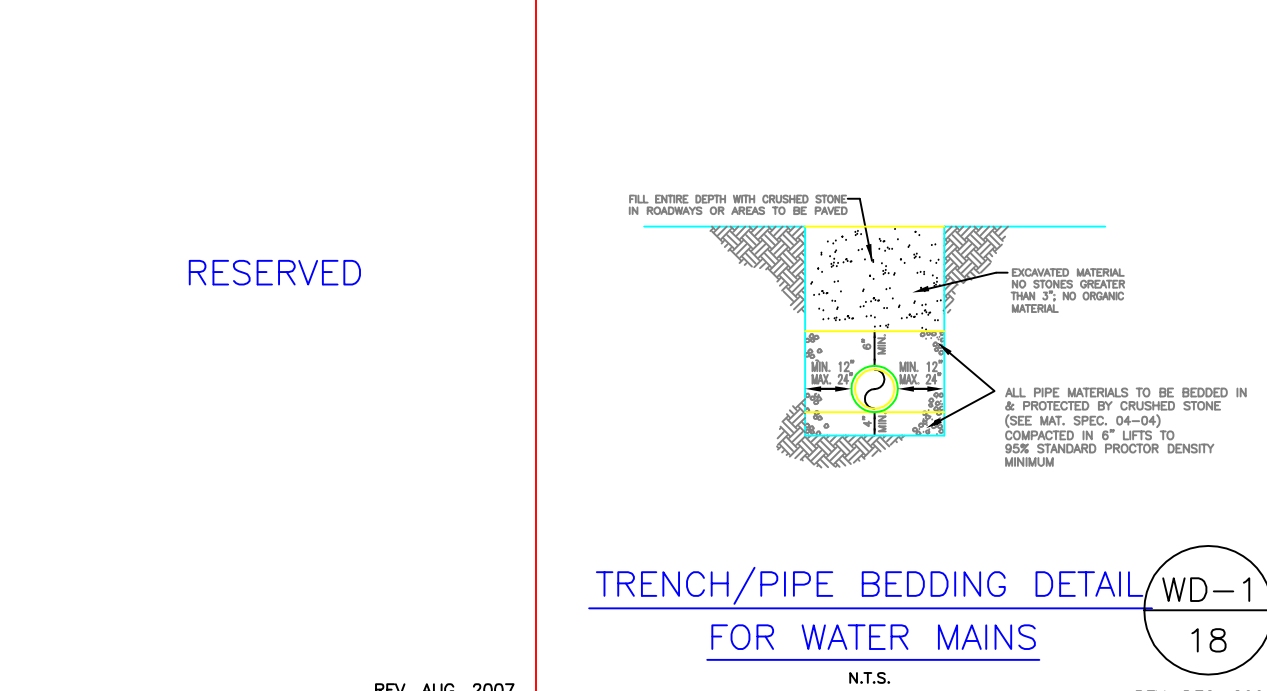 RESERVED
REV. AUG. 2007
FILL ENTIRE DEPTH WITH CRUSHED STONE
IN ROADWAYS OR AREAS TO BE PAVED
EXCAVATED MATERIAL
NO STONES GREATER
THAN 3"; NO ORGANIC
MATERIAL
6"
MIN.
MIN. 12"
MAX. 24"
MIN. 12"
MAX. 24"
4"
MIN.
ALL PIPE MATERIALS TO BE BEDDED IN
& PROTECTED BY CRUSHED STONE
(SEE MAT. SPEC. 04-04)
COMPACTED IN 6" LIFTS TO
95% STANDARD PROCTOR DENSITY
MINIMUM
TRENCH/PIPE BEDDING DETAIL
FOR WATER MAINS
N.T.S.
WD-1
18